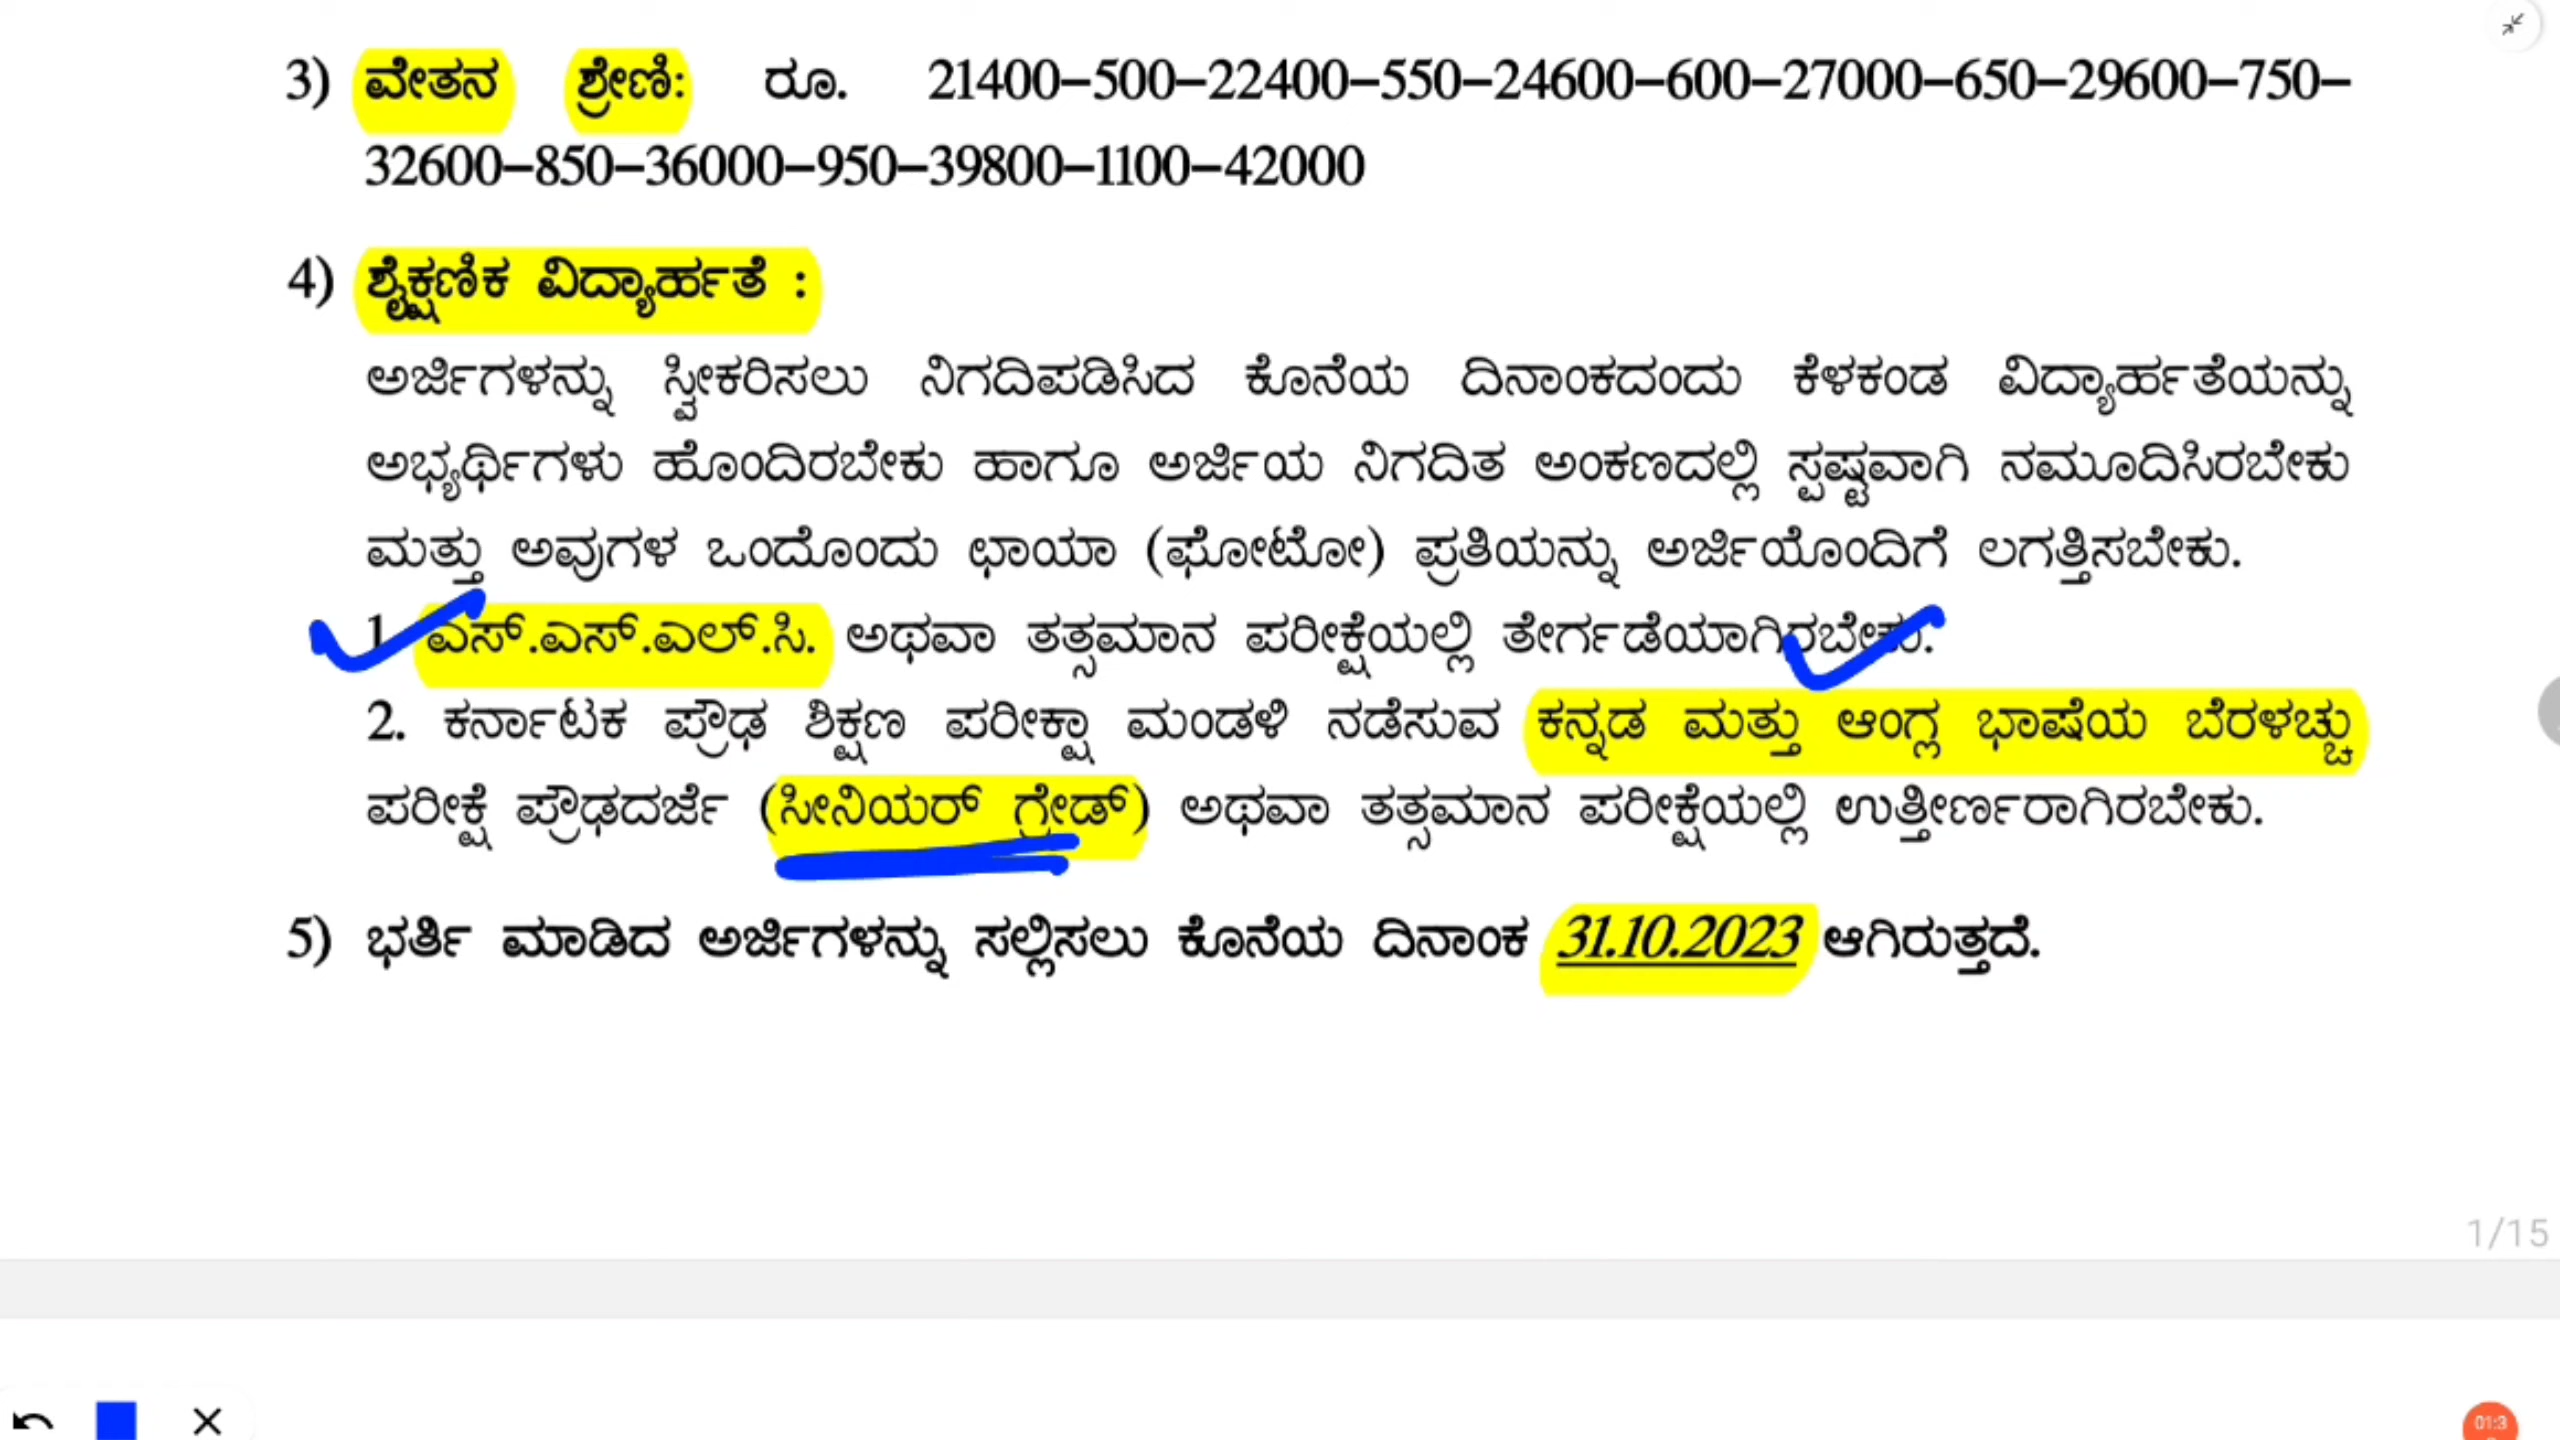 3) ವೇತನ ಶ್ರೇಣಿ: ರೂ. 21400–500–22400–550–24600–600–27000–650–29600–750–
32600–850–36000–950–39800–1100–42000
4) ಶೈಕ್ಷಣಿಕ ವಿದ್ಯಾರ್ಹತೆ :
ಅರ್ಜಿಗಳನ್ನು ಸ್ವೀಕರಿಸಲು ನಿಗದಿಪಡಿಸಿದ ಕೊನೆಯ ದಿನಾಂಕದಂದು ಕೆಳಕಂಡ ವಿದ್ಯಾರ್ಹತೆಯನ್ನು
ಅಭ್ಯರ್ಥಿಗಳು ಹೊಂದಿರಬೇಕು ಹಾಗೂ ಅರ್ಜಿಯ ನಿಗದಿತ ಅಂಕಣದಲ್ಲಿ ಸ್ಪಷ್ಟವಾಗಿ ನಮೂದಿಸಿರಬೇಕು
ಮತ್ತು ಅವುಗಳ ಒಂದೊಂದು ಛಾಯಾ (ಫೋಟೋ) ಪ್ರತಿಯನ್ನು ಅರ್ಜಿಯೊಂದಿಗೆ ಲಗತ್ತಿಸಬೇಕು.
1 ಎಸ್.ಎಸ್.ಎಲ್.ಸಿ. ಅಥವಾ ತತ್ಸಮಾನ ಪರೀಕ್ಷೆಯಲ್ಲಿ ತೇರ್ಗಡೆಯಾಗಿರಬೇಕು.
2. ಕರ್ನಾಟಕ ಪ್ರೌಢ ಶಿಕ್ಷಣ ಪರೀಕ್ಷಾ ಮಂಡಳಿ ನಡೆಸುವ ಕನ್ನಡ ಮತ್ತು ಆಂಗ್ಲ ಭಾಷೆಯ ಬೆರಳಚ್ಚು
ಪರೀಕ್ಷೆ ಪ್ರೌಢದರ್ಜೆ (ಸೀನಿಯರ್ ಗ್ರೇಡ್) ಅಥವಾ ತತ್ಸಮಾನ ಪರೀಕ್ಷೆಯಲ್ಲಿ ಉತ್ತೀರ್ಣರಾಗಿರಬೇಕು.
5) ಭರ್ತಿ ಮಾಡಿದ ಅರ್ಜಿಗಳನ್ನು ಸಲ್ಲಿಸಲು ಕೊನೆಯ ದಿನಾಂಕ 31.10.2023 ಆಗಿರುತ್ತದೆ.
1/15
01:3